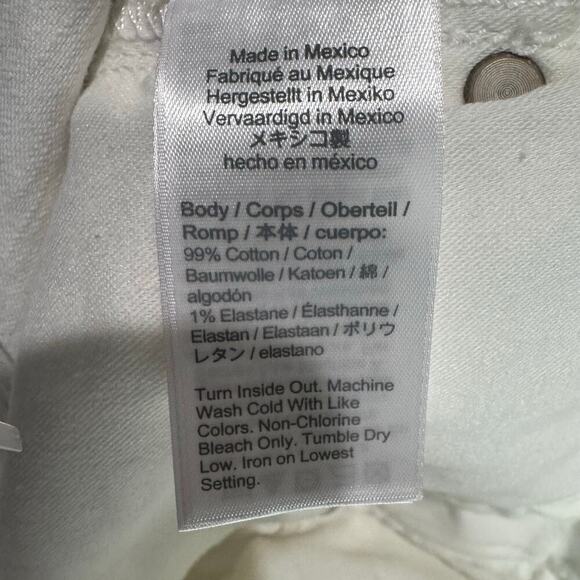 Made in Mexico
Fabriqué au Mexique
Hergestellt in Mexiko
Vervaardigd in Mexico
メキシコ製
hecho en méxico
Body / Corps / Oberteil /
Romp / 本体 / cuerpo:
99% Cotton / Coton /
Baumwolle / Katoen / 綿 /
algodón
1% Elastane / Élasthanne /
Elastan / Elastaan / ポリウ
レタン / elastano
Turn Inside Out. Machine
Wash Cold With Like
Colors. Non-Chlorine
Bleach Only. Tumble Dry
Low. Iron on Lowest
Setting.